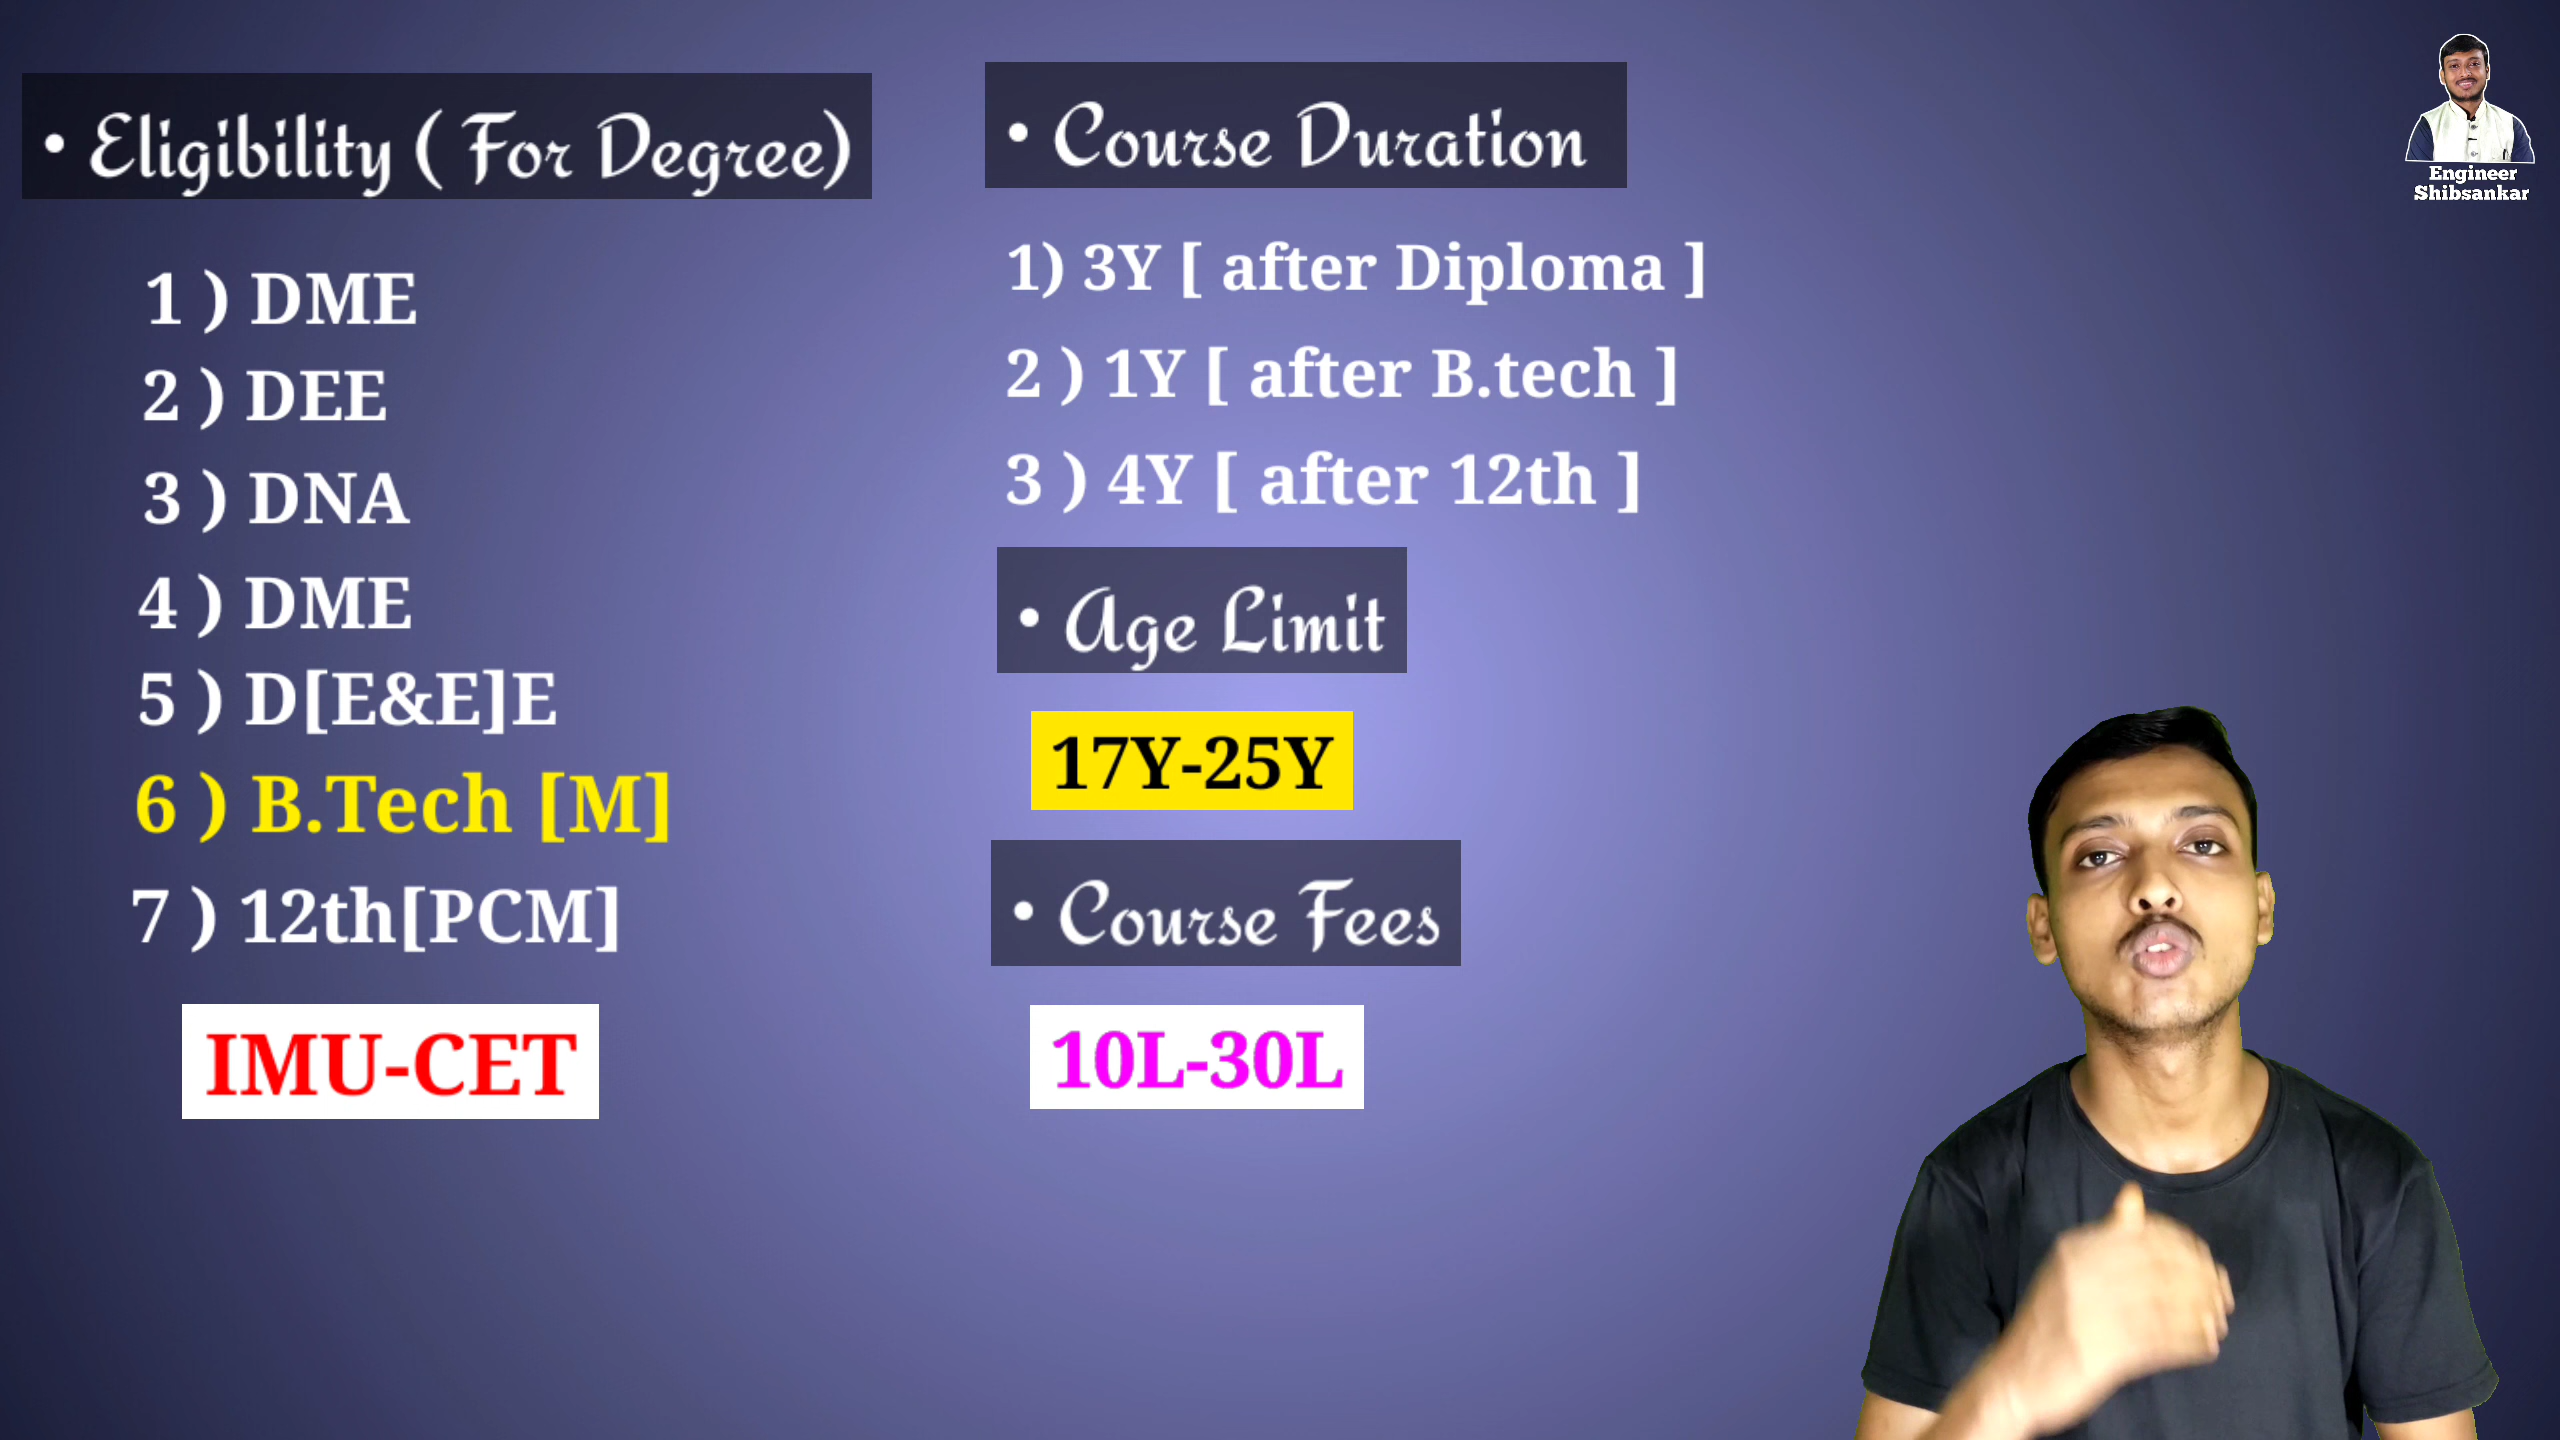 • Eligibility ( For Degree)
1 ) DME
2 ) DEE
3 ) DNA
4 ) DME
5 ) D[E&E]E
6 ) B.Tech [M]
7 ) 12th[PCM]
IMU-CET
• Course Duration
1) 3Y [ after Diploma ]
2 ) 1Y [ after B.tech ]
3 ) 4Y [ after 12th ]
• Age Limit
17Y-25Y
• Course Fees
10L-30L
Engineer
Shibsankar